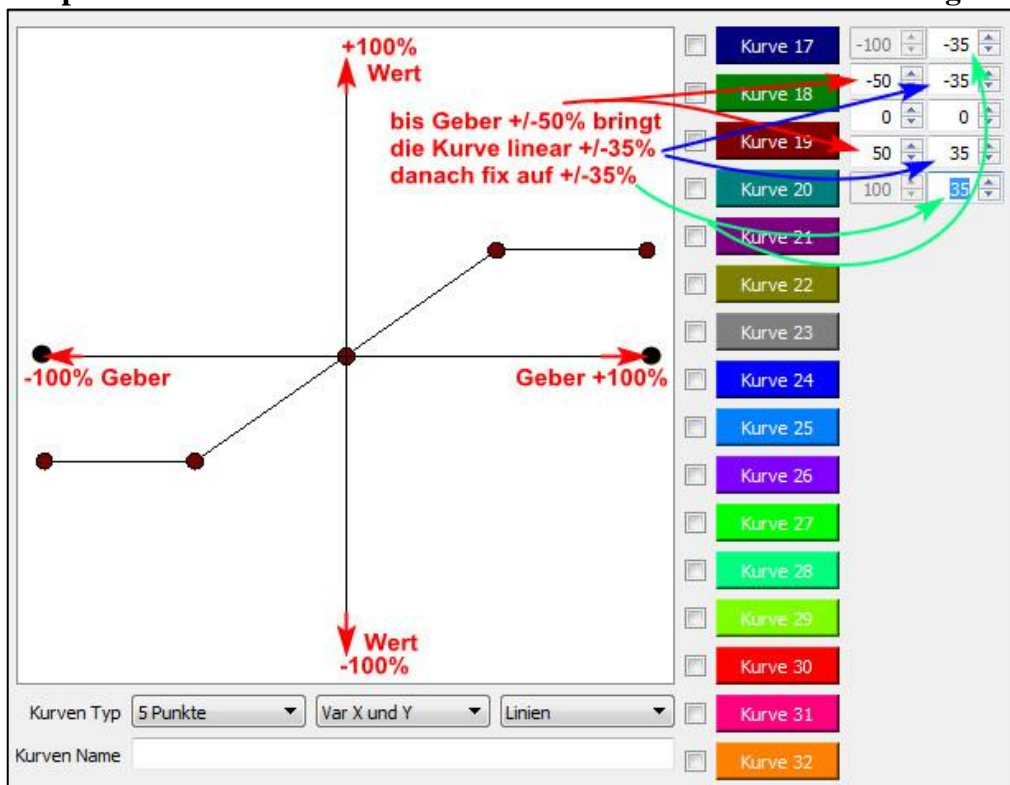 +100%
Wert
bis Geber +/-50% bringt
die Kurve linear +/-35%
danach fix auf +/-35%
-100% Geber
Geber +100%
Wert
-100%
Kurve 17 -100 -35
Kurve 18 -50 -35
0 0
Kurve 19 50 35
Kurve 20 100 35
Kurve 21
Kurve 22
Kurve 23
Kurve 24
Kurve 25
Kurve 26
Kurve 27
Kurve 28
Kurve 29
Kurve 30
Kurve 31
Kurve 32
Kurven Typ 5 Punkte Var X und Y Linien
Kurven Name